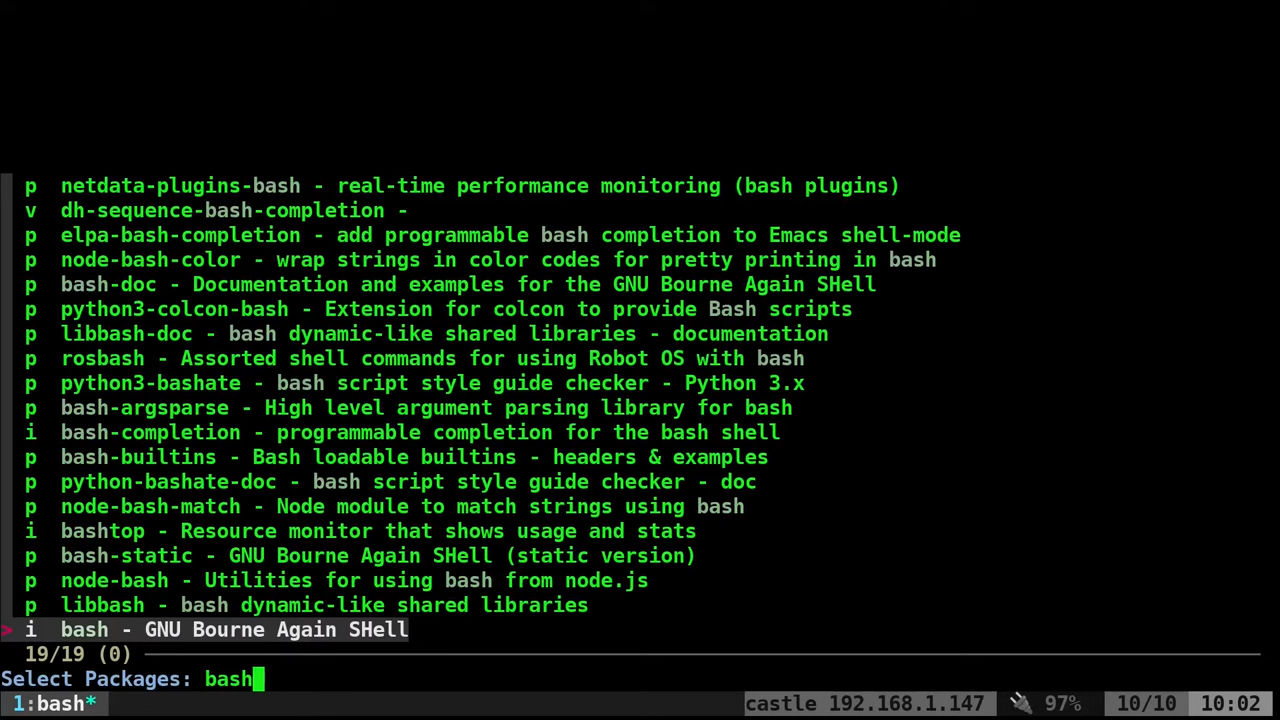 p  netdata-plugins-bash - real-time performance monitoring (bash plugins)
v  dh-sequence-bash-completion -
p  elpa-bash-completion - add programmable bash completion to Emacs shell-mode
p  node-bash-color - wrap strings in color codes for pretty printing in bash
p  bash-doc - Documentation and examples for the GNU Bourne Again SHell
p  python3-colcon-bash - Extension for colcon to provide Bash scripts
p  libbash-doc - bash dynamic-like shared libraries - documentation
p  rosbash - Assorted shell commands for using Robot OS with bash
p  python3-bashate - bash script style guide checker - Python 3.x
p  bash-argsparse - High level argument parsing library for bash
i  bash-completion - programmable completion for the bash shell
p  bash-builtins - Bash loadable builtins - headers & examples
p  python-bashate-doc - bash script style guide checker - doc
p  node-bash-match - Node module to match strings using bash
i  bashtop - Resource monitor that shows usage and stats
p  bash-static - GNU Bourne Again SHell (static version)
p  node-bash - Utilities for using bash from node.js
p  libbash - bash dynamic-like shared libraries
> i  bash - GNU Bourne Again SHell
19/19 (0)
Select Packages: bash
1:bash* castle 192.168.1.147 97% 10/10 10:02